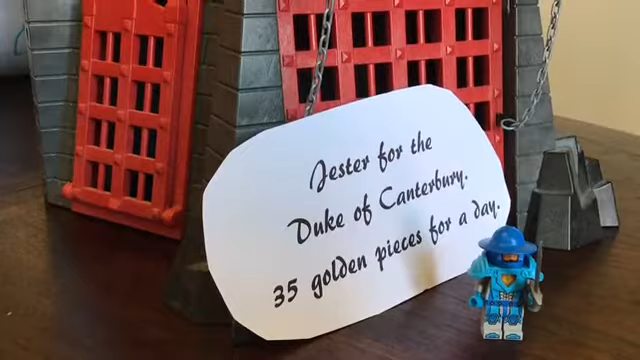 Jester for the
Duke of Canterbury.
35 golden pieces for a day.